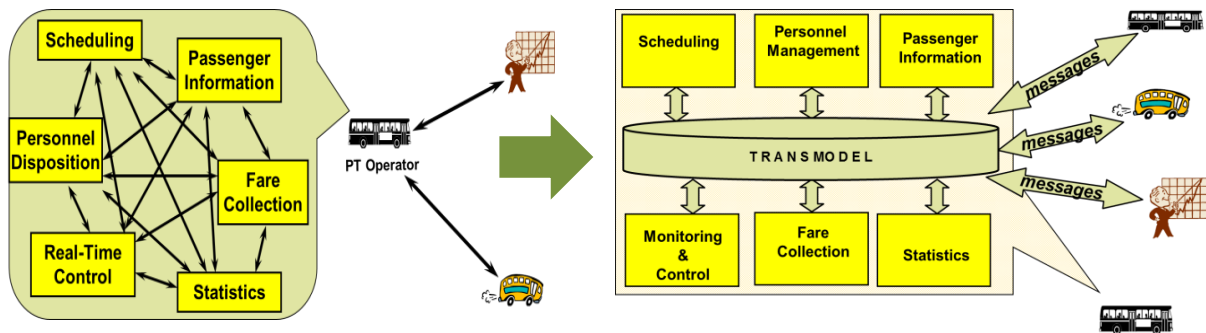 Scheduling
Passenger
Information
Personnel
Disposition
Fare
Collection
Real-Time
Control
Statistics
PT Operator
Scheduling
Personnel
Management
Passenger
Information
TRANSMODEL
Monitoring
&
Control
Fare
Collection
Statistics
messages
messages
messages